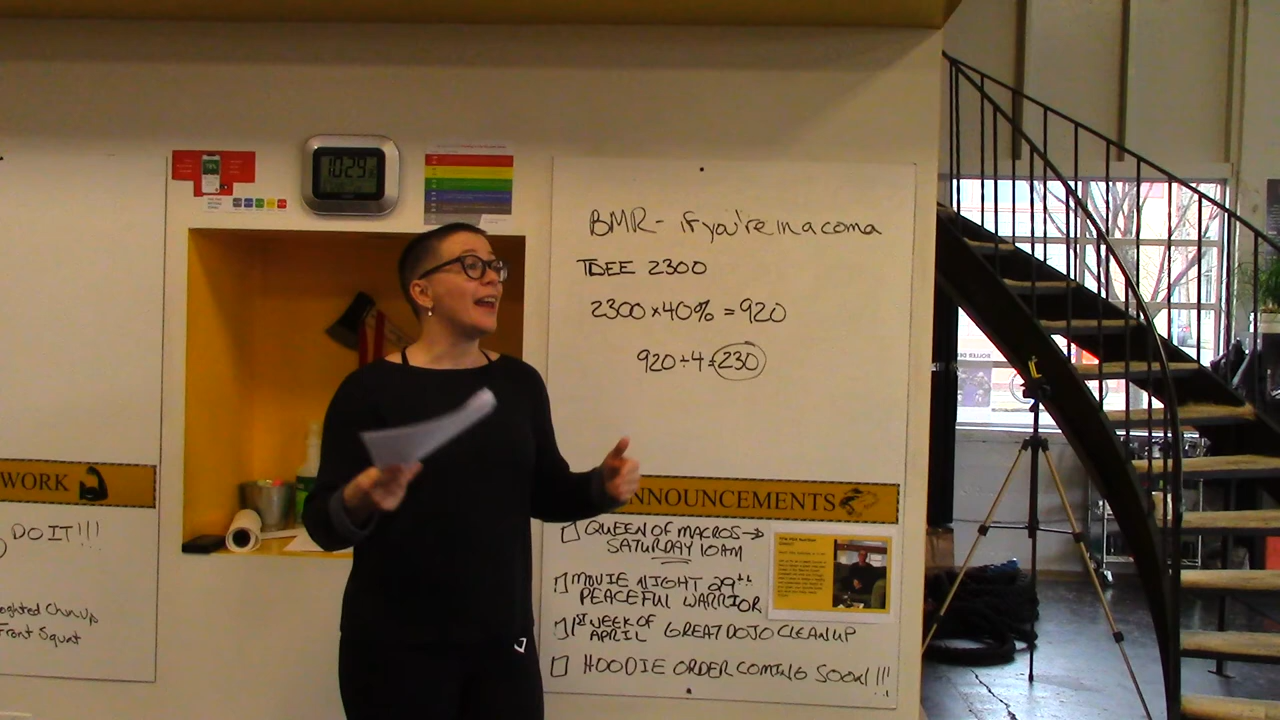 10:29
BMR - if you're in a coma
TDEE 2300
2300 x 40% = 920
920 ÷ 4 = 230
WORK
DO IT!!!
Front Squat
ANNOUNCEMENTS
QUEEN OF MACROS →
SATURDAY 10AM
MOVIE NIGHT 29th
PEACEFUL WARRIOR
1st WEEK OF
APRIL GREAT DOJO CLEANUP
HOODIE ORDER COMING SOON!!!